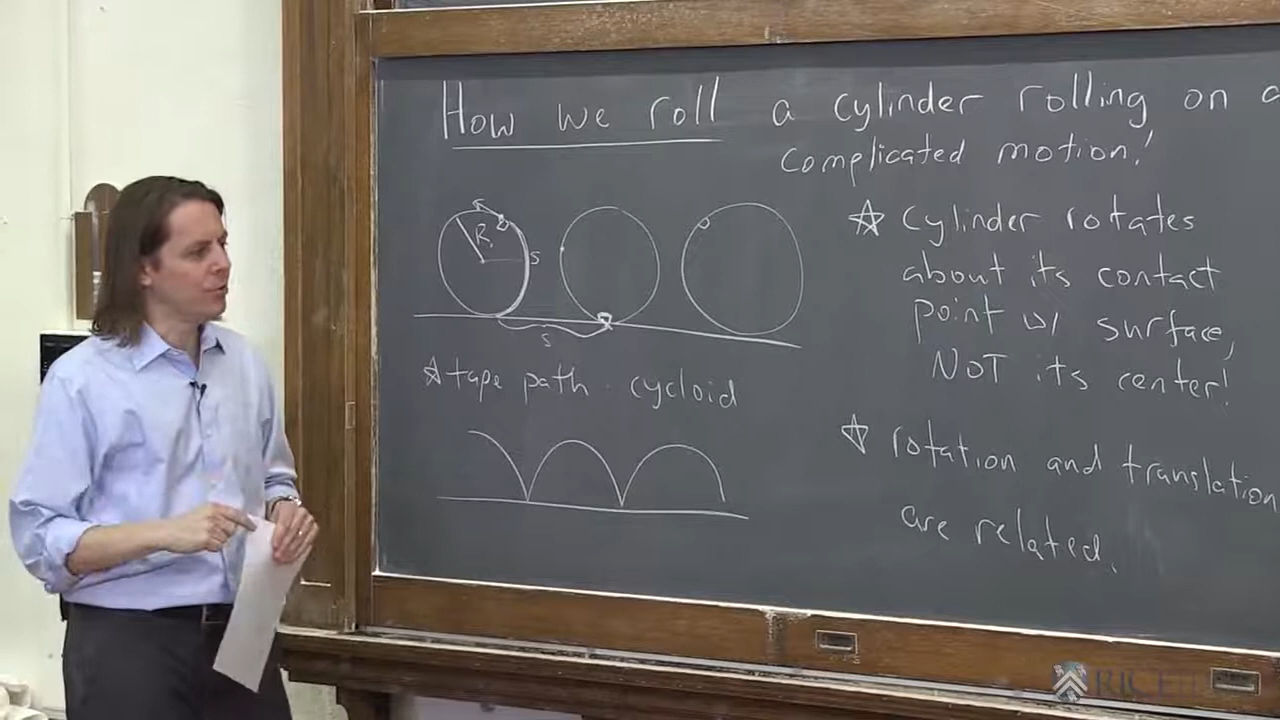 How we roll a cylinder rolling on a
complicated motion!
☆ cylinder rotates
about its contact
point w/ surface,
NOT its center!
R
s
s
☆ tape path - cycloid
☆ rotation and translation
are related.
RICE